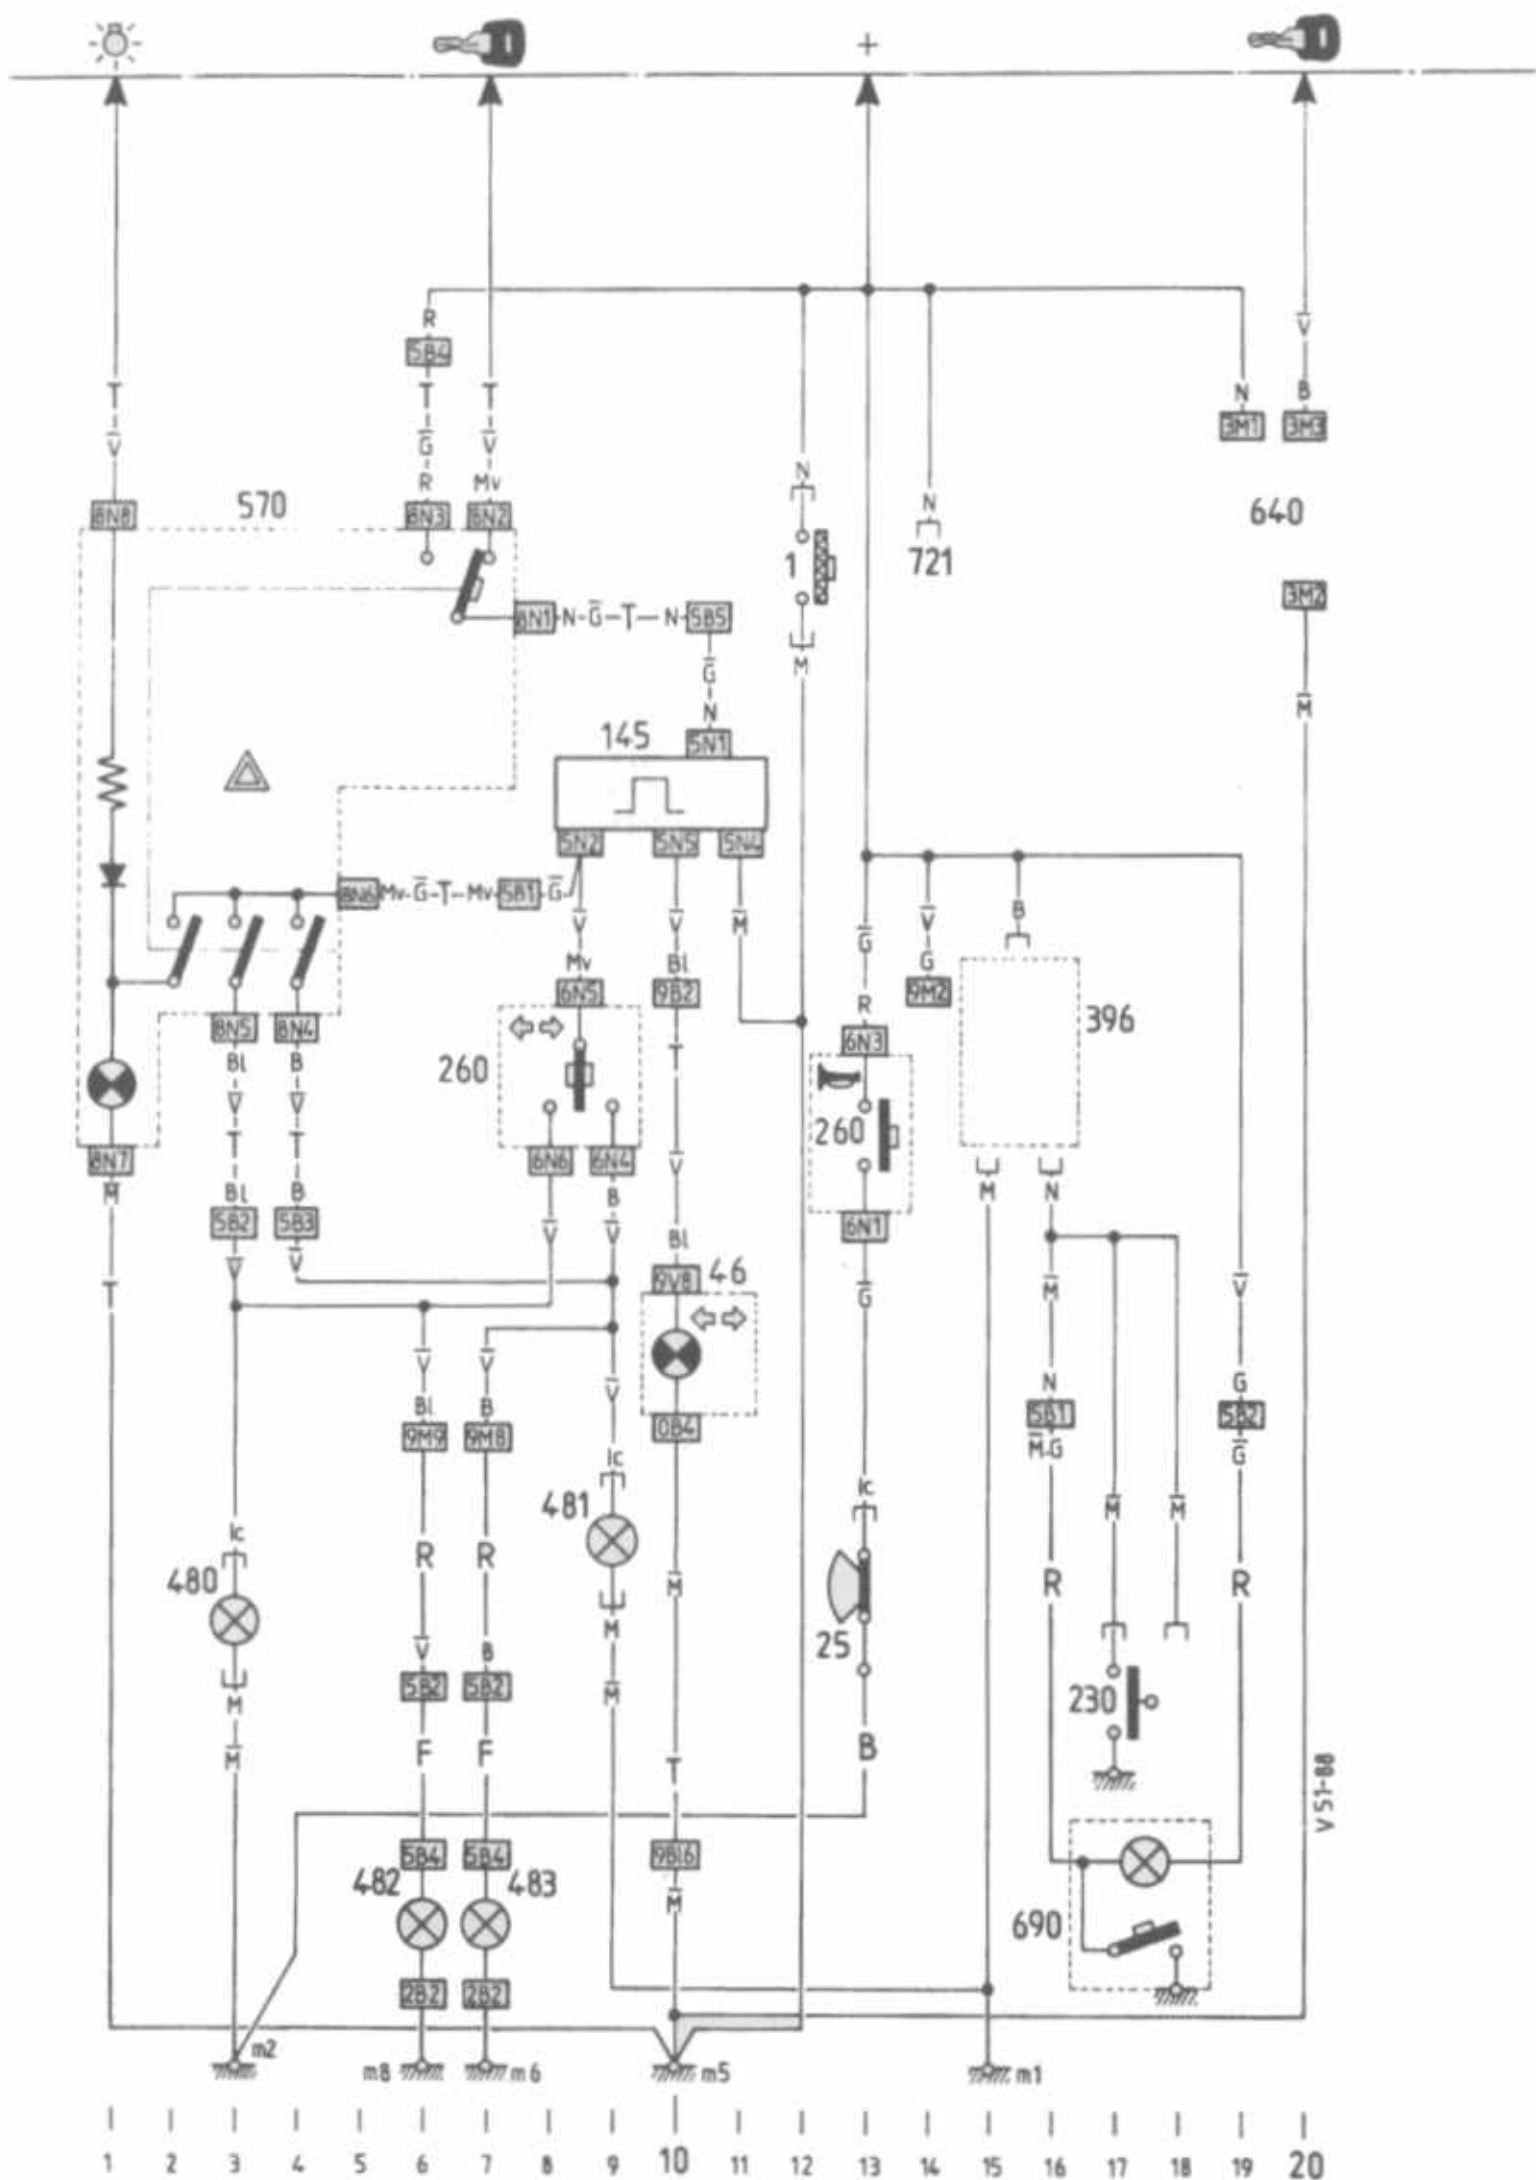 +
R
5B4
T T T V̅
V̅ G̅ V̅ N B
3M1 3M3
R Mv N
8N8 570 8N3 8N2 N 640
1 721
3M2
8N1 N G̅ T N 5B5
M
G̅ M̅
N
145 5N1
5N2 5N5 5N4
8N6 Mv G̅ T Mv 5B1 G̅
V̅ V̅ M̅ G̅ V̅ B
Mv Bl R G
6N5 9B2 9M2
8N5 8N4 6N3 396
Bl B 260 T
V̅ V̅ 260
T T
8N7 6N6 6N4 V̅
M̅ Bl B B M N
5B2 5B3 6N1
V̅ V̅ V̅ V̅ Bl
T 9V8 46 G̅ M̅ V̅
V̅ V̅ V̅
Bl B N G
9M9 9M8 0B4 5B1 5B2
Ic M̅G G̅
481 Ic
Ic M̅ M̅
480 R R M̅ R R
M M 25
V̅ B
5B2 5B2 M̅ 230
M
M̅ F F T B
V51-88
5B4 5B4 9Bl6
482 483 M̅
690
2B2 2B2
m2 m8 m6 m5 m1
1 2 3 4 5 6 7 8 9 10 11 12 13 14 15 16 17 18 19 20